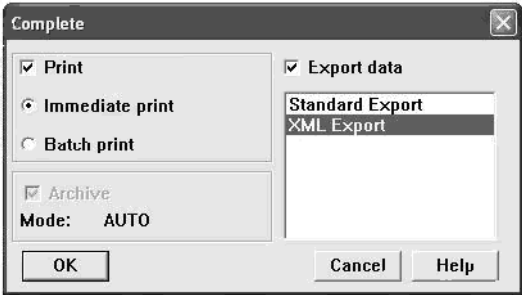 Complete
Print
Immediate print
Batch print
Archive
Mode: AUTO
Export data
Standard Export
XML Export
OK
Cancel
Help